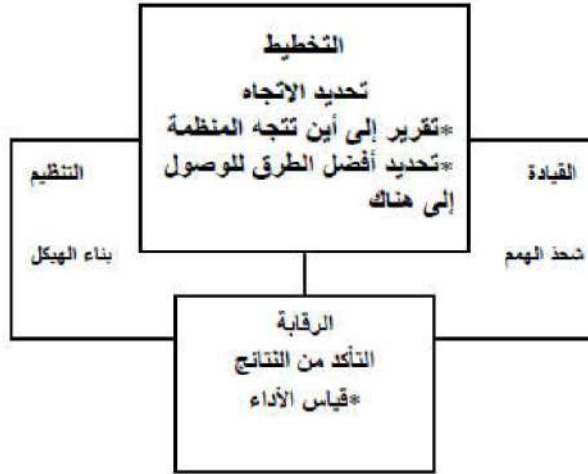 التخطيط
تحديد الاتجاه
*تقرير إلى أين تتجه المنظمة
*تحديد أفضل الطرق للوصول
إلى هناك
القيادة
شحذ الهمم
التنظيم
بناء الهيكل
الرقابة
التأكد من النتائج
*قياس الأداء